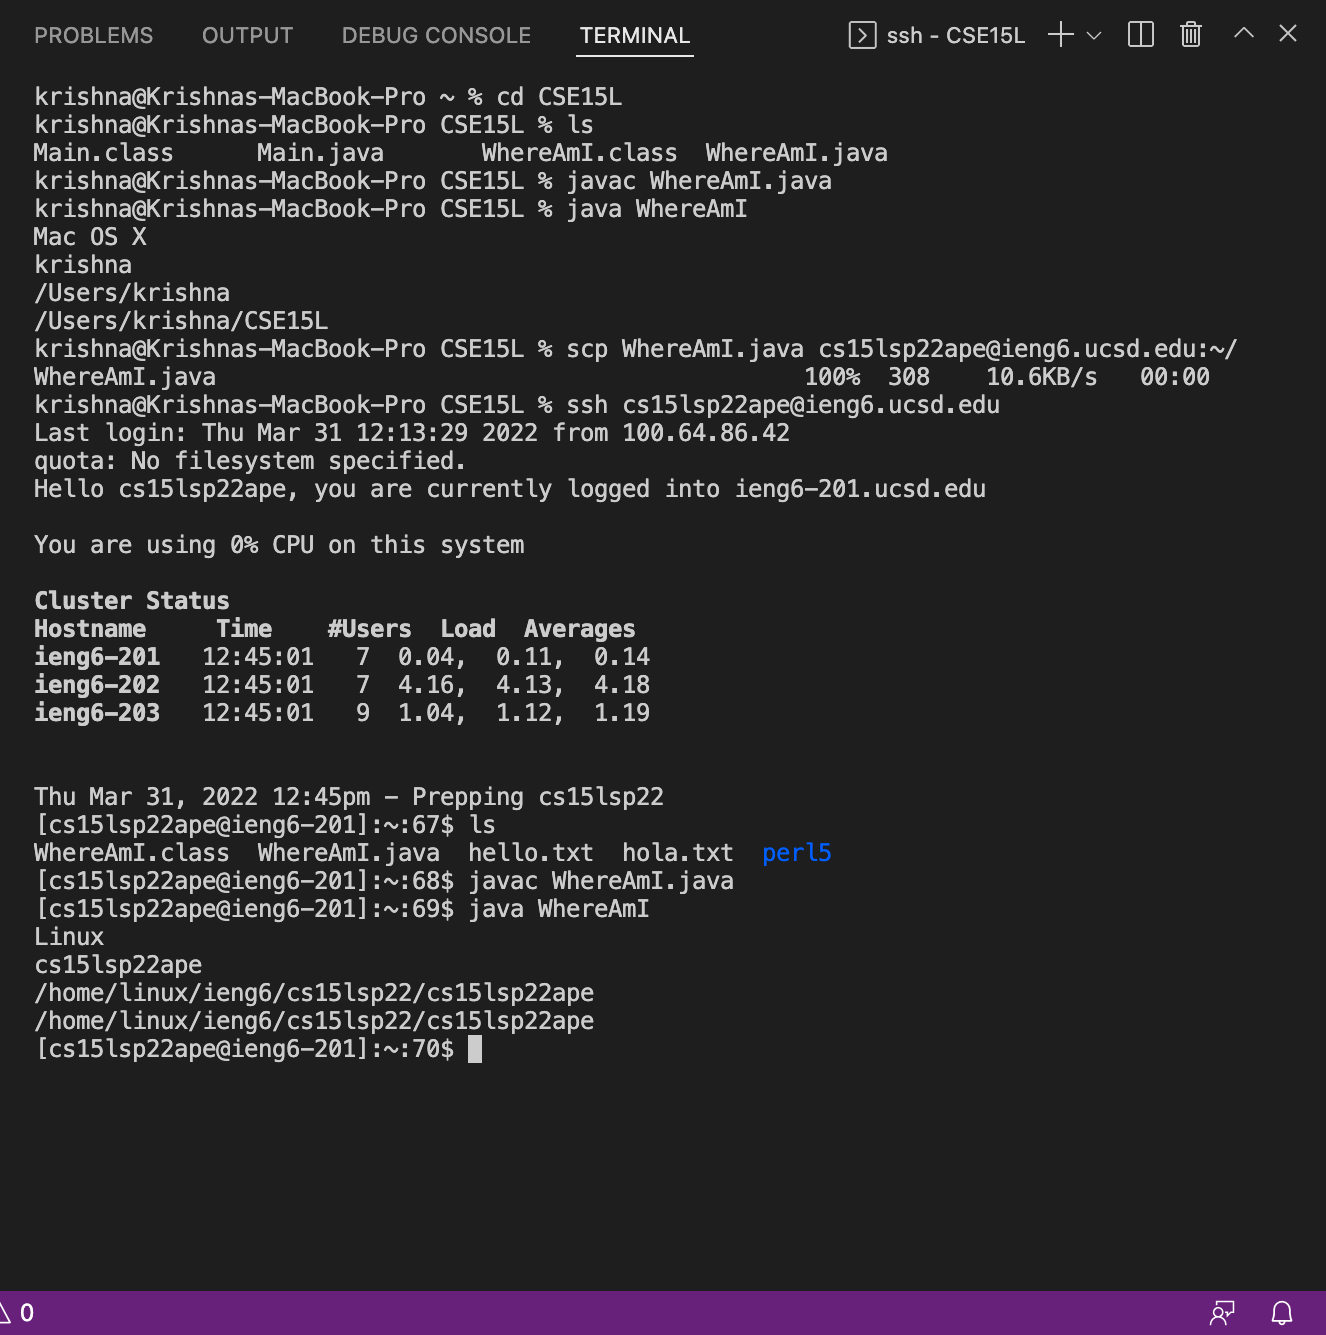 PROBLEMS OUTPUT DEBUG CONSOLE TERMINAL ssh - CSE15L
krishna@Krishnas-MacBook-Pro ~ % cd CSE15L
krishna@Krishnas-MacBook-Pro CSE15L % ls
Main.class Main.java WhereAmI.class WhereAmI.java
krishna@Krishnas-MacBook-Pro CSE15L % javac WhereAmI.java
krishna@Krishnas-MacBook-Pro CSE15L % java WhereAmI
Mac OS X
krishna
/Users/krishna
/Users/krishna/CSE15L
krishna@Krishnas-MacBook-Pro CSE15L % scp WhereAmI.java cs15lsp22ape@ieng6.ucsd.edu:~/
WhereAmI.java 100% 308 10.6KB/s 00:00
krishna@Krishnas-MacBook-Pro CSE15L % ssh cs15lsp22ape@ieng6.ucsd.edu
Last login: Thu Mar 31 12:13:29 2022 from 100.64.86.42
quota: No filesystem specified.
Hello cs15lsp22ape, you are currently logged into ieng6-201.ucsd.edu
You are using 0% CPU on this system
Cluster Status
Hostname Time #Users Load Averages
ieng6-201 12:45:01 7 0.04, 0.11, 0.14
ieng6-202 12:45:01 7 4.16, 4.13, 4.18
ieng6-203 12:45:01 9 1.04, 1.12, 1.19
Thu Mar 31, 2022 12:45pm - Prepping cs15lsp22
[cs15lsp22ape@ieng6-201]:~:67$ ls
WhereAmI.class WhereAmI.java hello.txt hola.txt perl5
[cs15lsp22ape@ieng6-201]:~:68$ javac WhereAmI.java
[cs15lsp22ape@ieng6-201]:~:69$ java WhereAmI
Linux
cs15lsp22ape
/home/linux/ieng6/cs15lsp22/cs15lsp22ape
/home/linux/ieng6/cs15lsp22/cs15lsp22ape
[cs15lsp22ape@ieng6-201]:~:70$
0